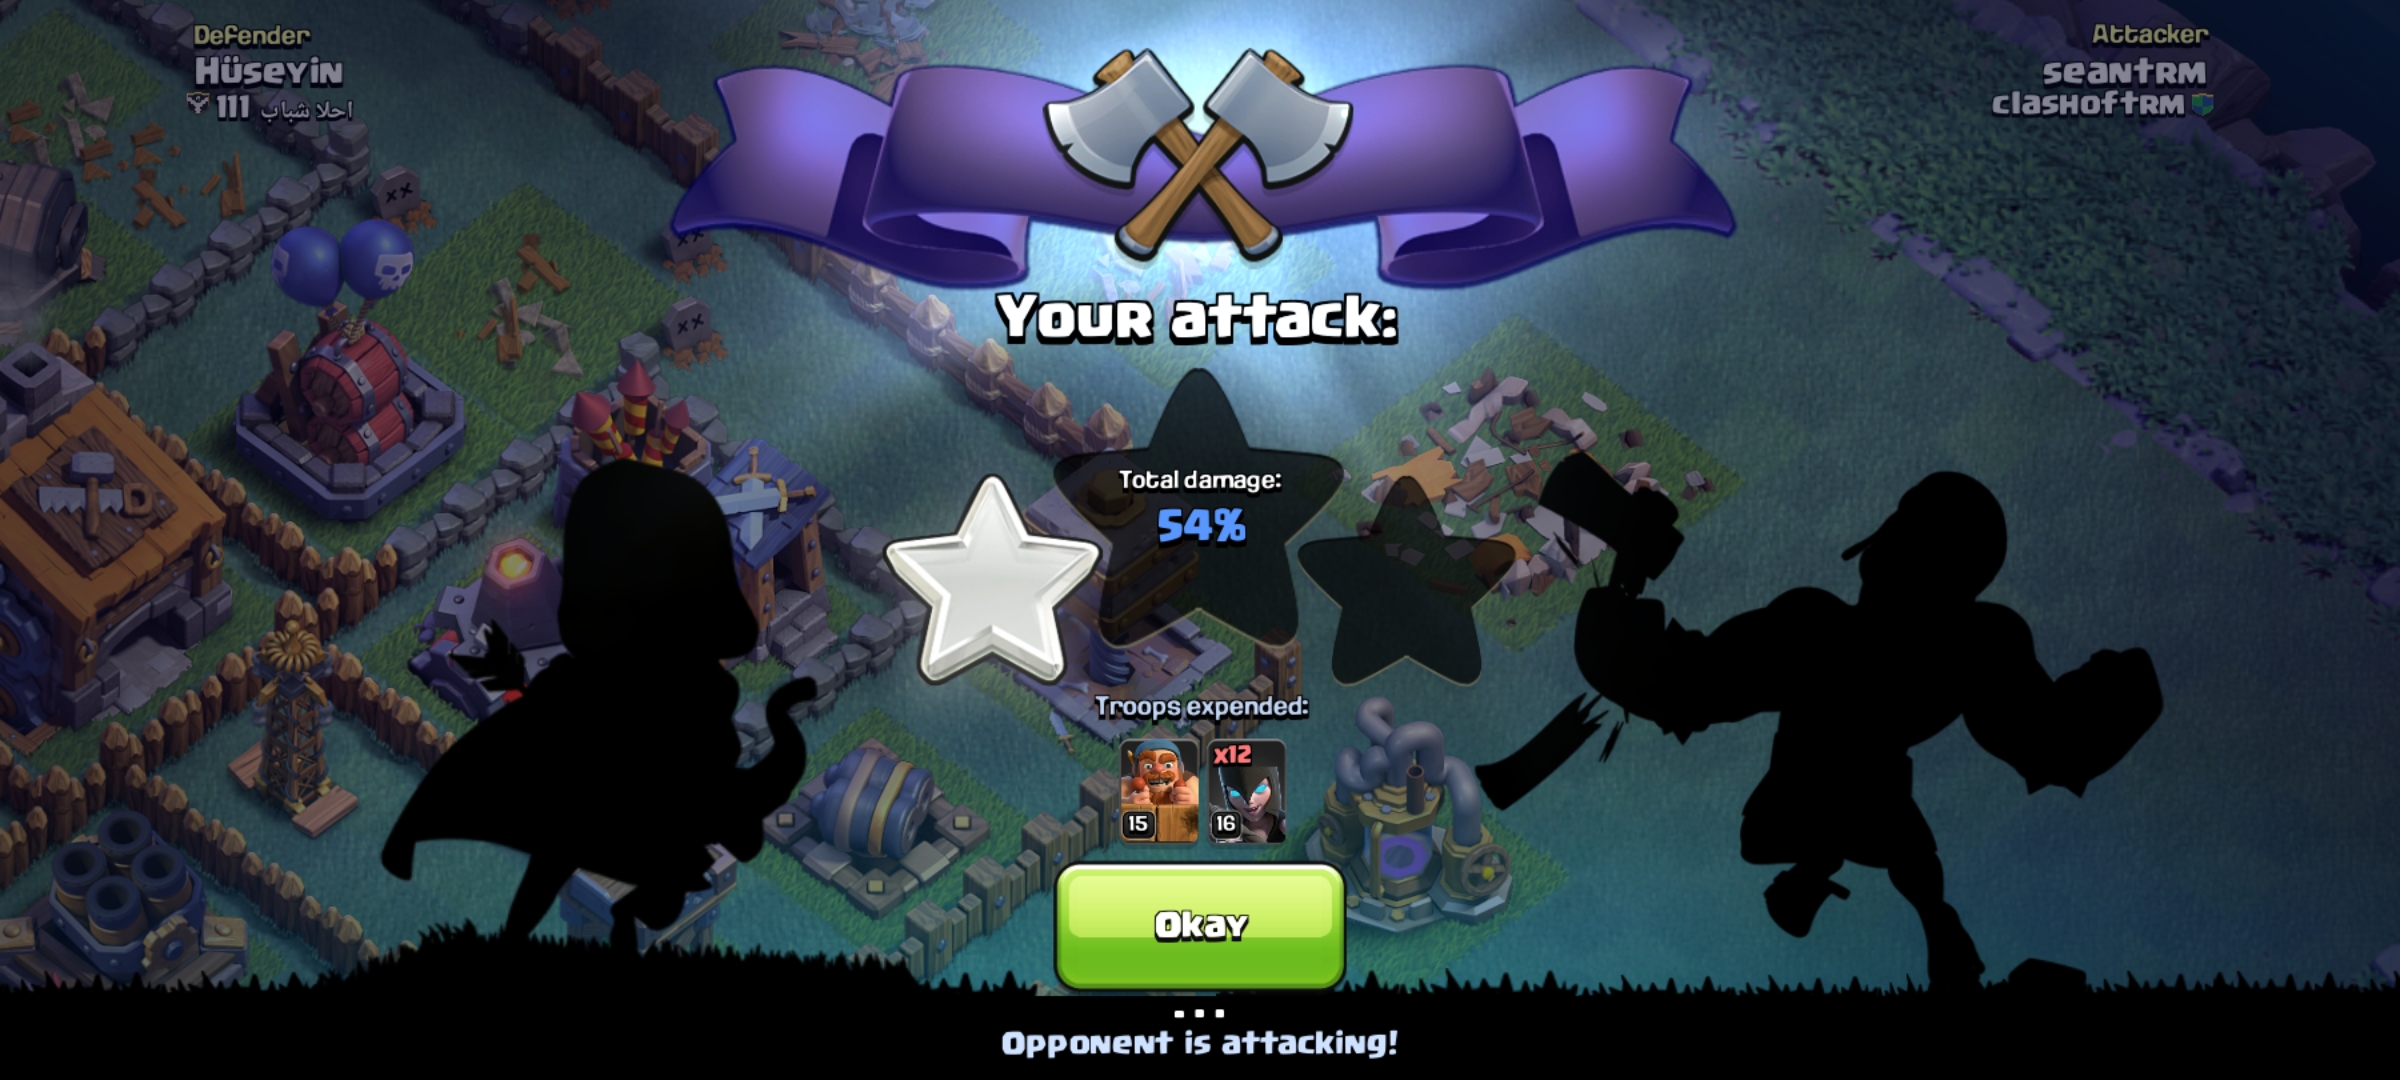 Defender
Hüseyin
احلا شباب 111
Attacker
seantrm
clashoftrm
Your attack:
Total damage:
54%
Troops expended:
x12
15
16
Okay
...
Opponent is attacking!